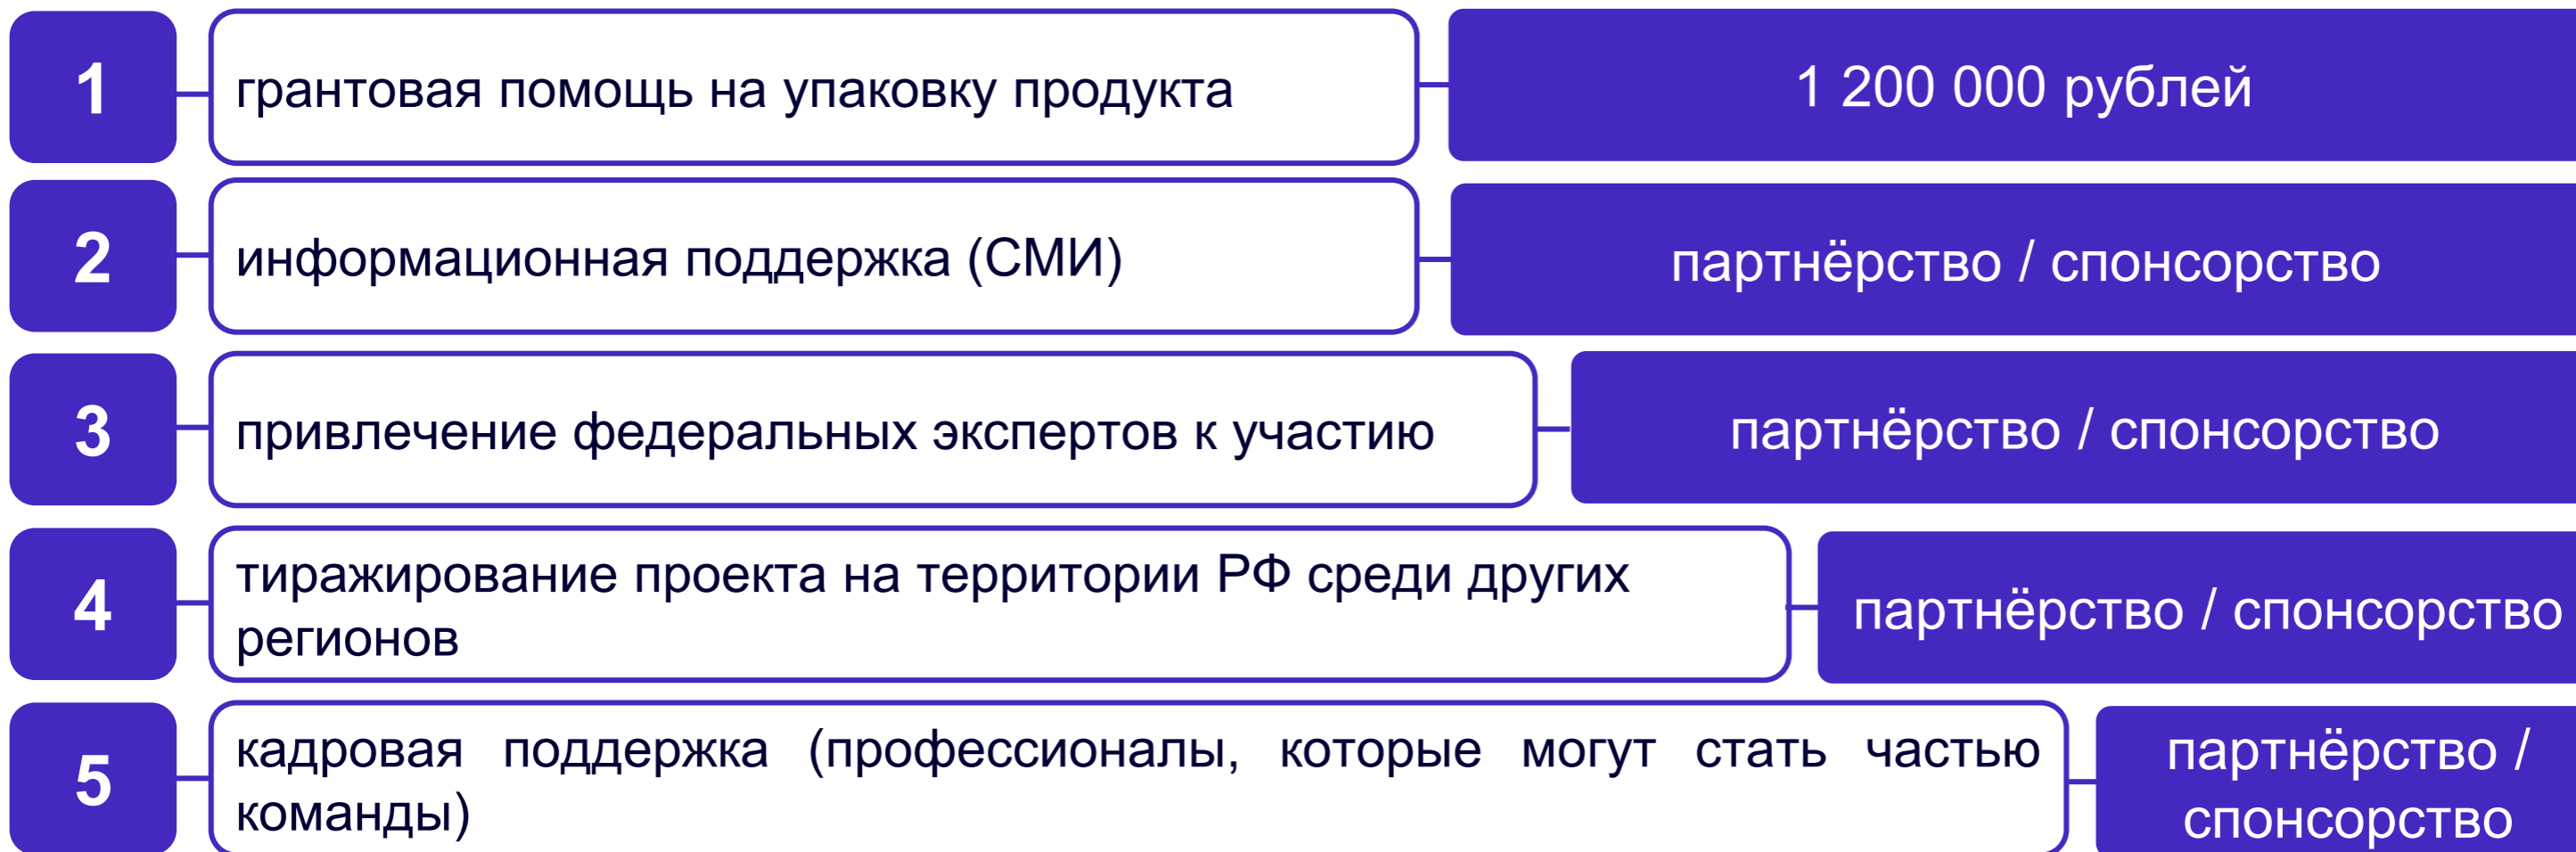 1
грантовая помощь на упаковку продукта
1 200 000 рублей
2
информационная поддержка (СМИ)
партнёрство / спонсорство
3
привлечение федеральных экспертов к участию
партнёрство / спонсорство
4
тиражирование проекта на территории РФ среди других
регионов
партнёрство / спонсорство
5
кадровая поддержка (профессионалы, которые могут стать частью
команды)
партнёрство /
спонсорство